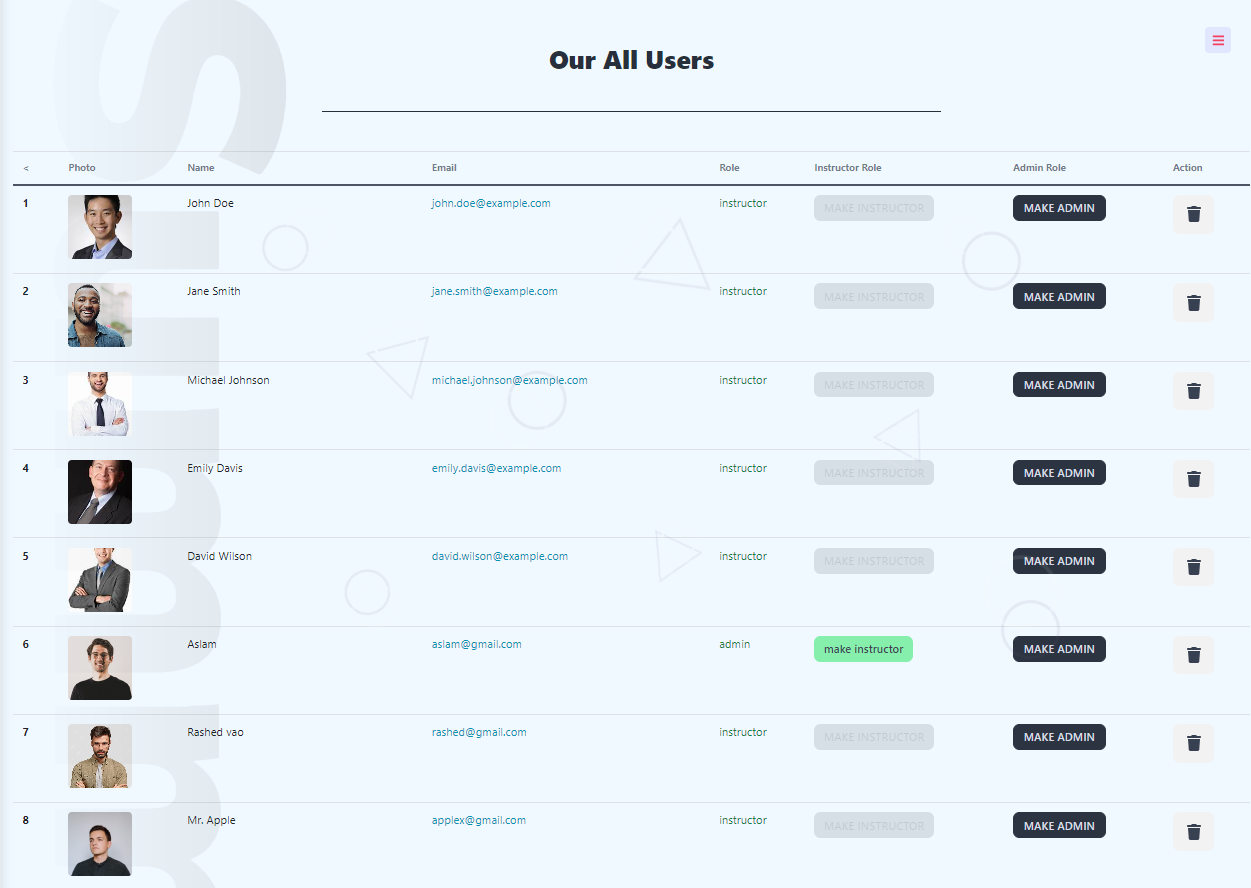 Our All Users
< Photo Name Email Role Instructor Role Admin Role Action
1 John Doe john.doe@example.com instructor MAKE INSTRUCTOR MAKE ADMIN
2 Jane Smith jane.smith@example.com instructor MAKE INSTRUCTOR MAKE ADMIN
3 Michael Johnson michael.johnson@example.com instructor MAKE INSTRUCTOR MAKE ADMIN
4 Emily Davis emily.davis@example.com instructor MAKE INSTRUCTOR MAKE ADMIN
5 David Wilson david.wilson@example.com instructor MAKE INSTRUCTOR MAKE ADMIN
6 Aslam aslam@gmail.com admin make instructor MAKE ADMIN
7 Rashed vao rashed@gmail.com instructor MAKE INSTRUCTOR MAKE ADMIN
8 Mr. Apple applex@gmail.com instructor MAKE INSTRUCTOR MAKE ADMIN